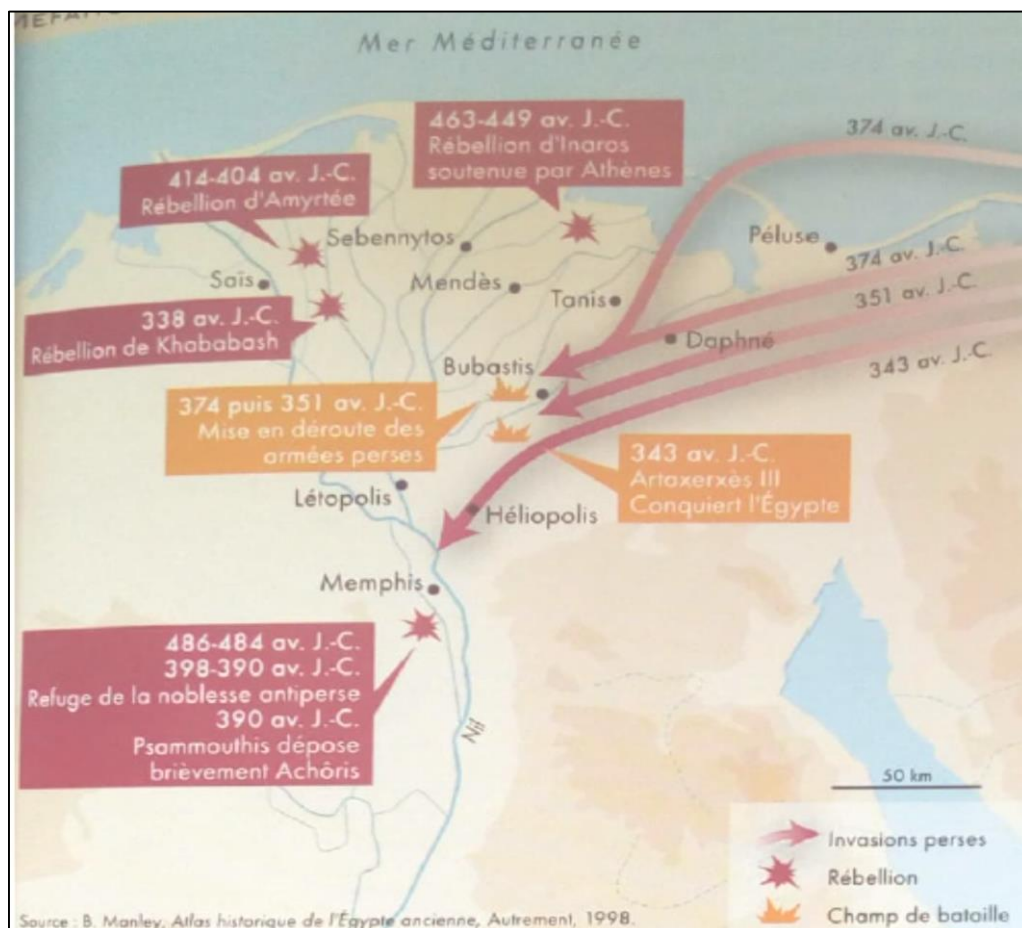 Mer Méditerranée
463-449 av. J.-C.
Rébellion d'Inaros
soutenue par Athènes
374 av. J.-C.
414-404 av. J.-C.
Rébellion d'Amyrtée
Sebennytos
Péluse
374 av. J.-C.
Saïs
Mendès
Tanis
351 av. J.-C.
338 av. J.-C.
Rébellion de Khababash
Daphné
343 av. J.-C.
Bubastis
374 puis 351 av. J.-C.
Mise en déroute des
armées perses
343 av. J.-C.
Artaxerxès III
Conquiert l'Égypte
Létopolis
Héliopolis
Memphis
486-484 av. J.-C.
398-390 av. J.-C.
Refuge de la noblesse antiperse
390 av. J.-C.
Psammouthis dépose
brièvement Achôris
Nil
50 km
Invasions perses
Rébellion
Champ de bataille
Source : B. Manley, Atlas historique de l'Égypte ancienne, Autrement, 1998.